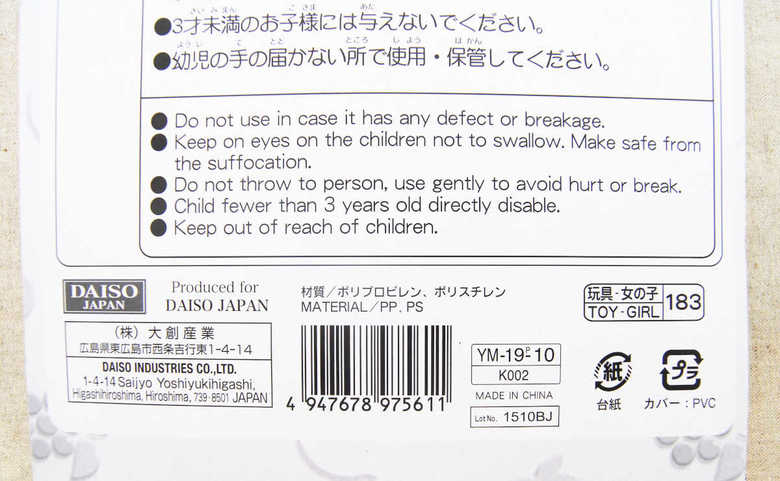 ●3才未満のお子様には与えないでください。
●幼児の手の届かない所で使用・保管してください。
● Do not use in case it has any defect or breakage.
● Keep on eyes on the children not to swallow. Make safe from
the suffocation.
● Do not throw to person, use gently to avoid hurt or break.
● Child fewer than 3 years old directly disable.
● Keep out of reach of children.
DAISO
JAPAN
Produced for
DAISO JAPAN
(株)大創産業
広島県東広島市西条吉行東1-4-14
DAISO INDUSTRIES CO.,LTD.
1-4-14 Saijyo Yoshiyukihigashi,
Higashihiroshima, Hiroshima, 739-8501 JAPAN
材質/ポリプロピレン、ポリスチレン
MATERIAL/PP, PS
4 947678 975611
玩具-女の子
TOY-GIRL
183
YM-19-P-10
K002
MADE IN CHINA
Lot No. 1510BJ
紙
台紙
プラ
カバー:PVC